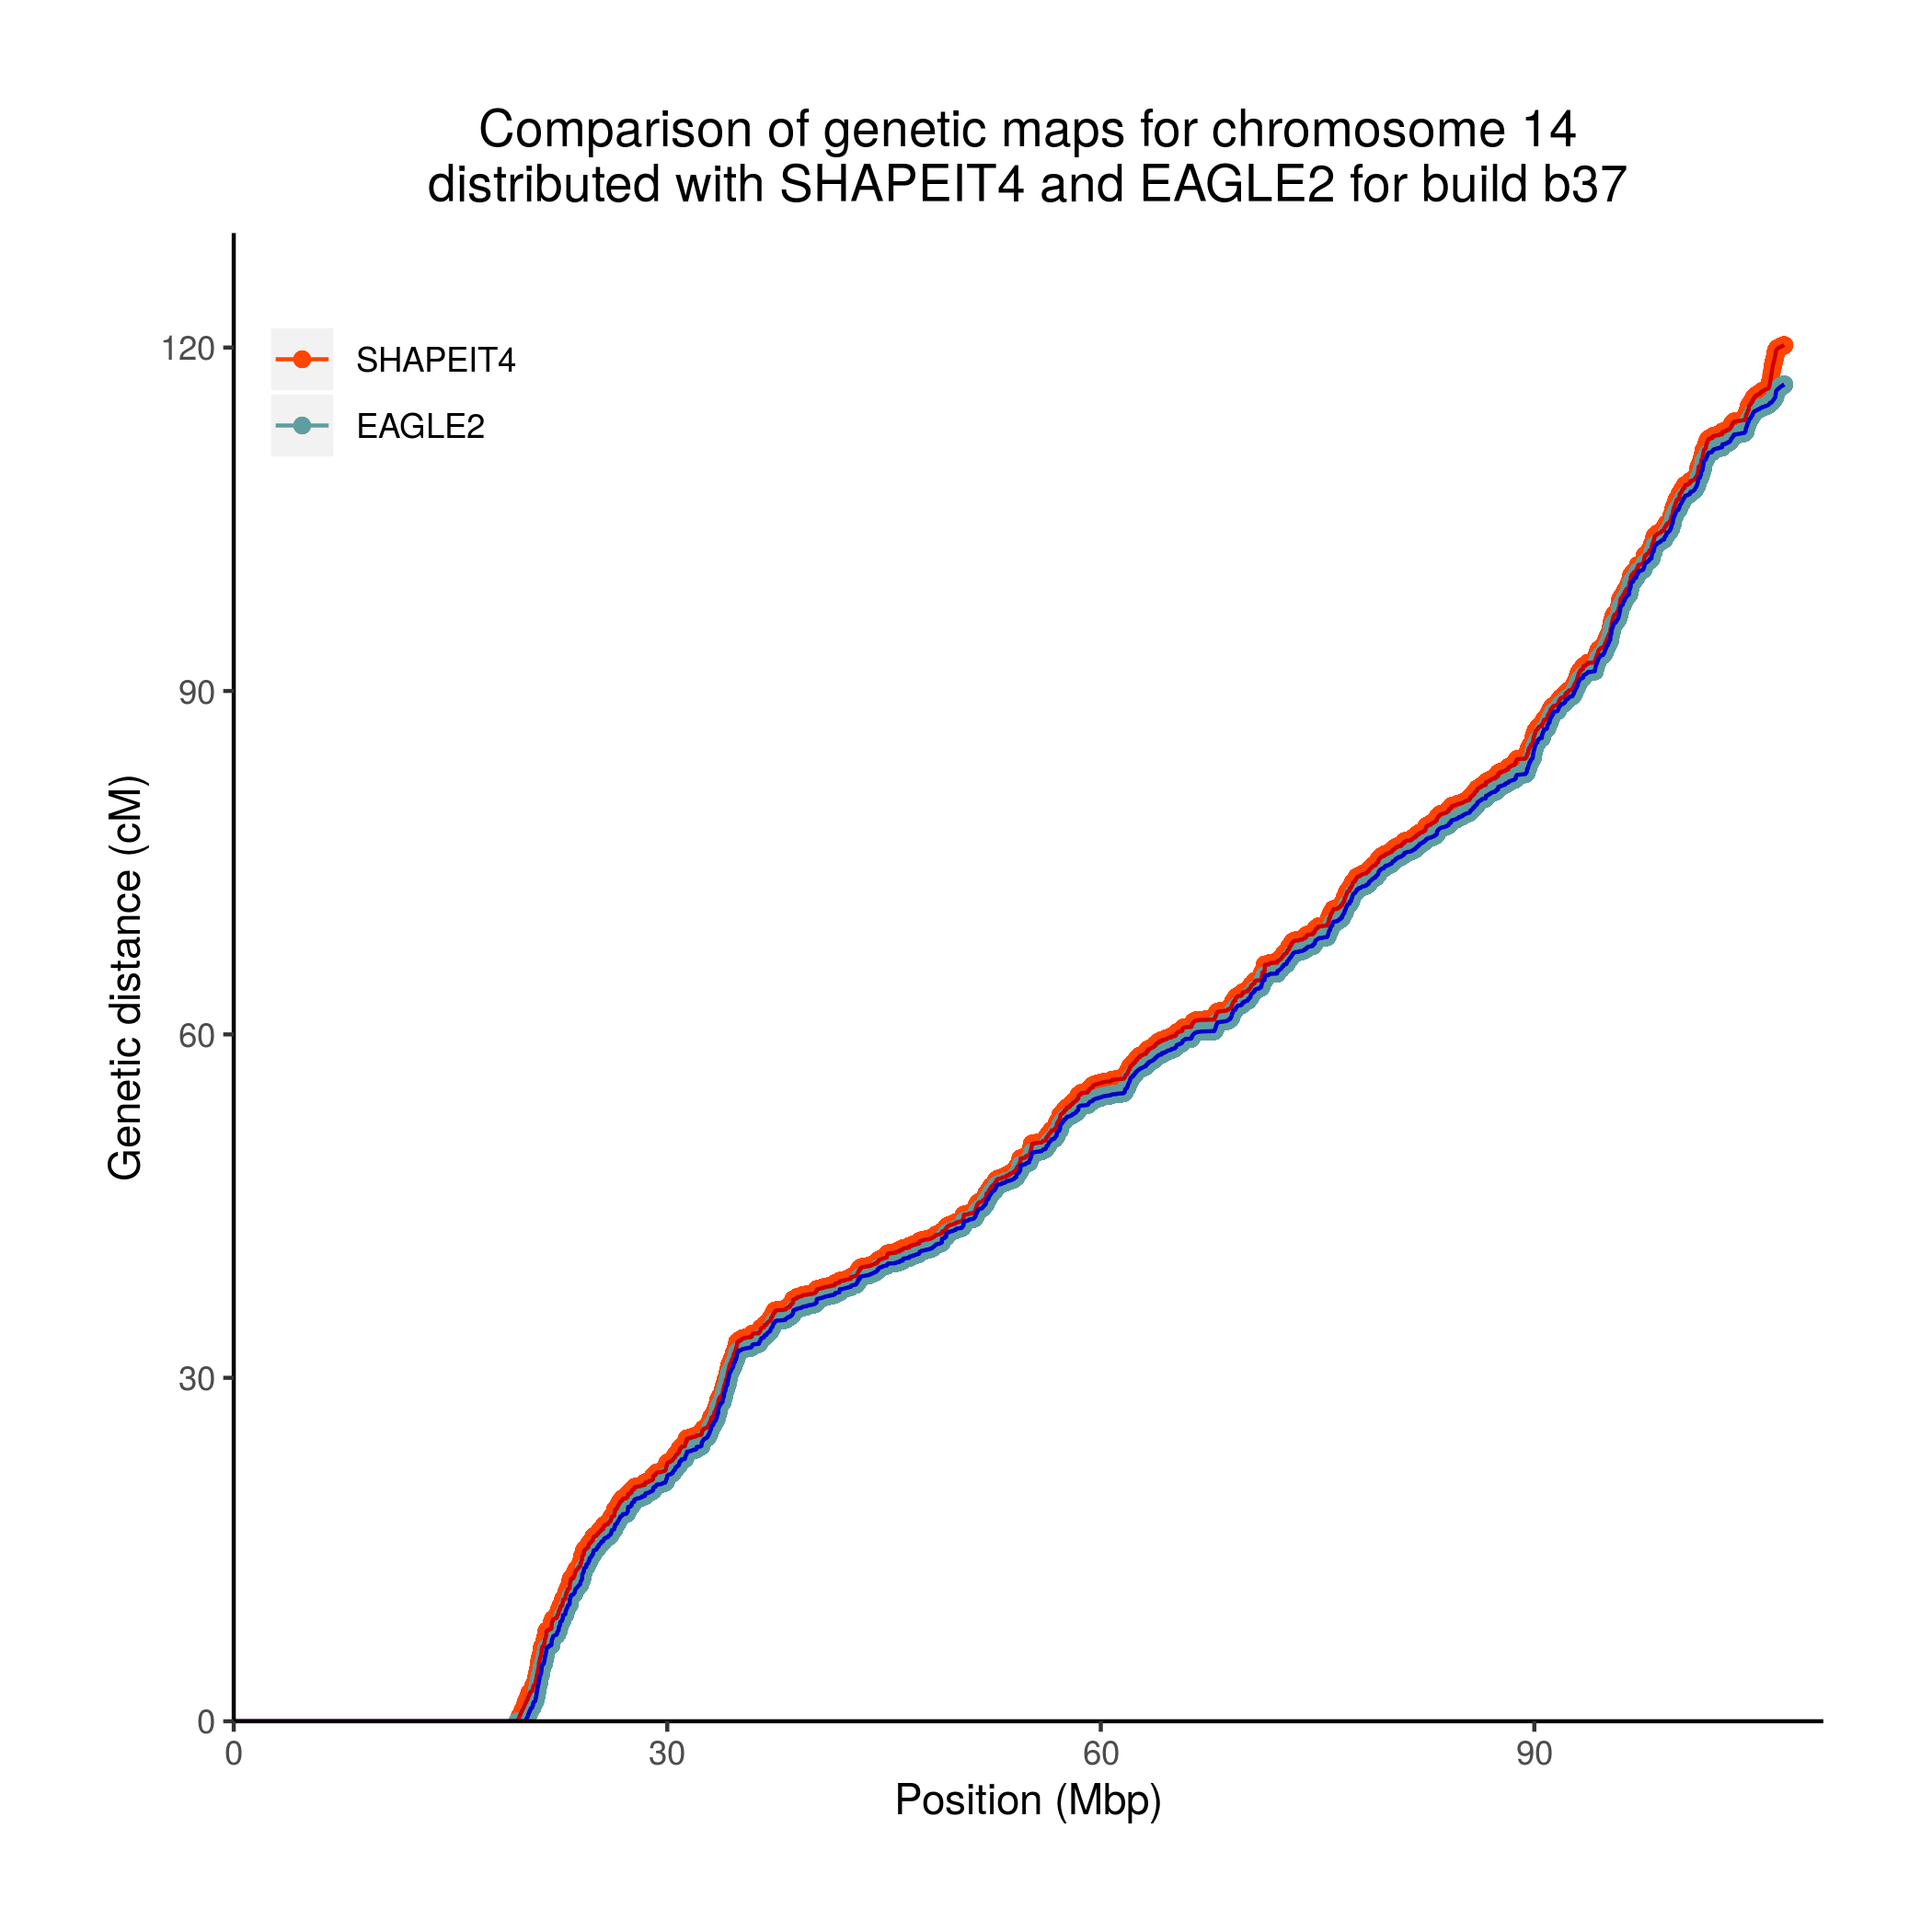 Comparison of genetic maps for chromosome 14
distributed with SHAPEIT4 and EAGLE2 for build b37
SHAPEIT4
EAGLE2
Genetic distance (cM)
120
90
60
30
0
0
30
60
90
Position (Mbp)